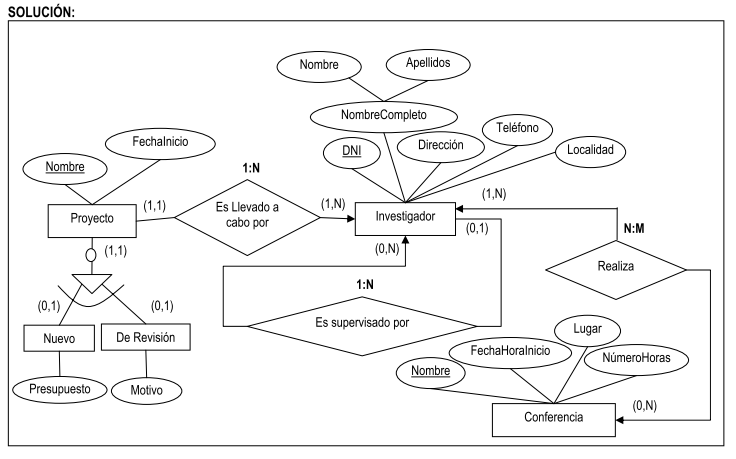 SOLUCIÓN:
Nombre
Apellidos
NombreCompleto
Teléfono
FechaInicio
DNI
Dirección
Localidad
Nombre
1:N
Proyecto
(1,1)
Es Llevado a
cabo por
(1,N)
Investigador
(1,N)
(0,1)
N:M
(1,1)
(0,N)
Realiza
(0,1)
(0,1)
1:N
Nuevo
De Revisión
Es supervisado por
Lugar
FechaHoraInicio
NúmeroHoras
Nombre
Presupuesto
Motivo
Conferencia
(0,N)